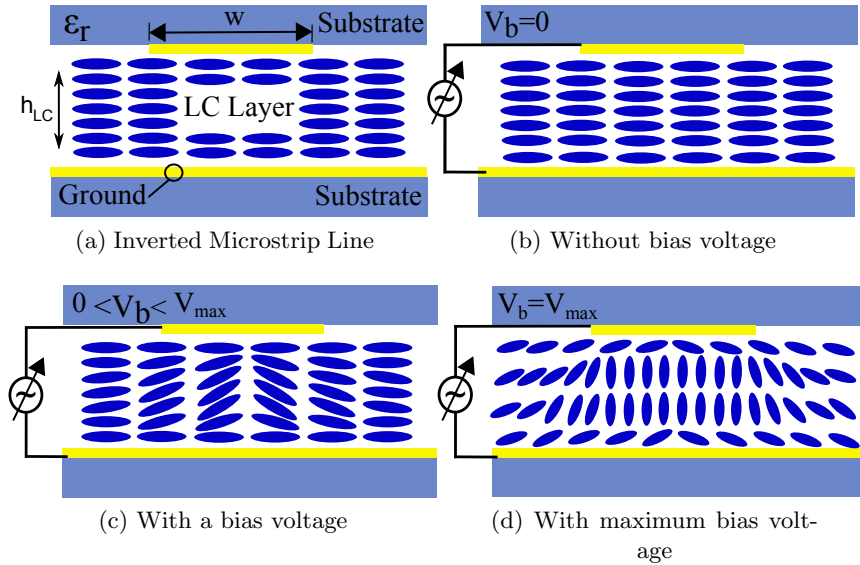 εr
w
Substrate
hLC
LC Layer
Ground
Substrate
(a) Inverted Microstrip Line
Vb=0
~
(b) Without bias voltage
0 <Vb< Vmax
~
(c) With a bias voltage
Vb=Vmax
~
(d) With maximum bias volt-
age